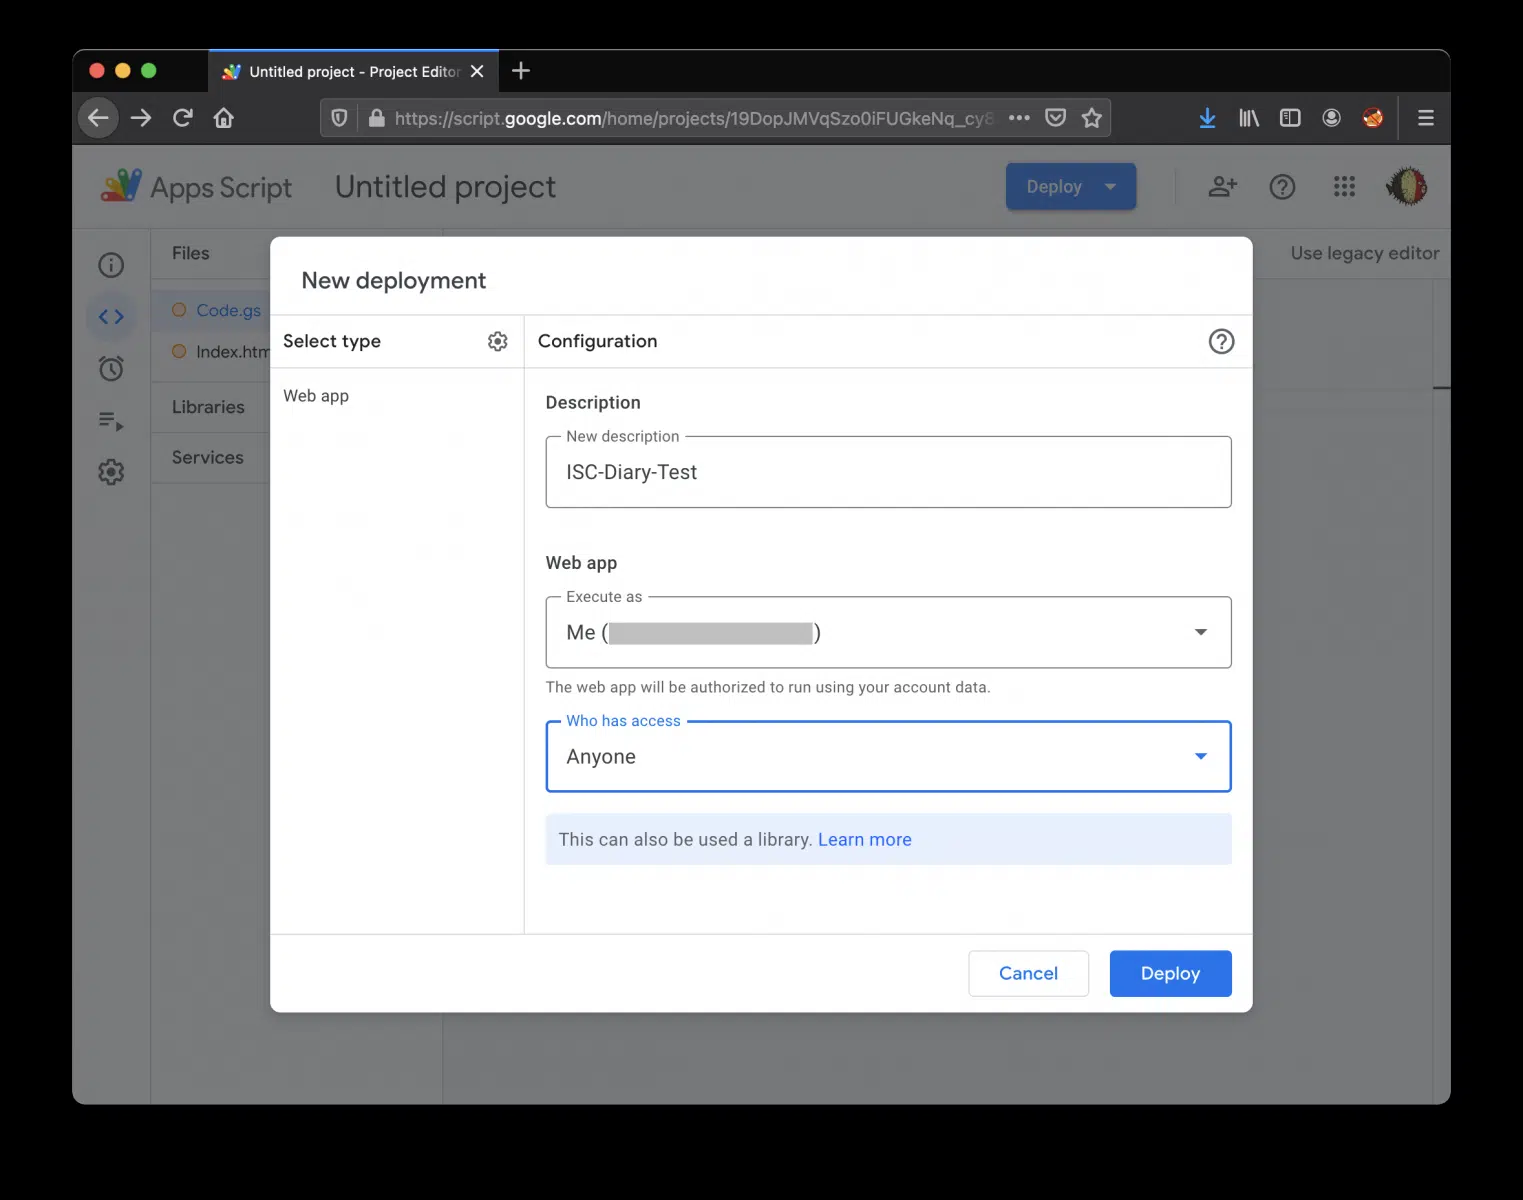 Untitled project - Project Editor
https://script.google.com/home/projects/19DopJMVqSzo0iFUGkeNq_cy8
Apps Script
Untitled project
Deploy
Files
Use legacy editor
Code.gs
Index.htm
Libraries
Services
New deployment
Select type
Configuration
Web app
Description
New description
ISC-Diary-Test
Web app
Execute as
Me ( )
The web app will be authorized to run using your account data.
Who has access
Anyone
This can also be used a library. Learn more
Cancel
Deploy